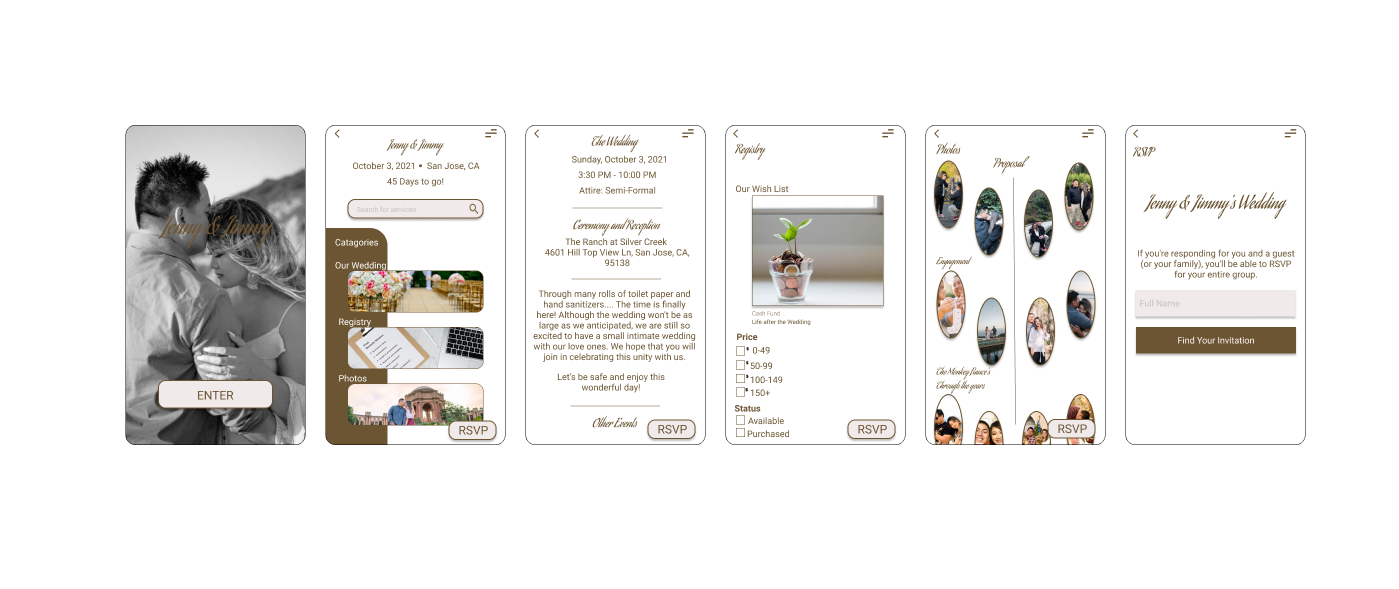 Jenny & Jimmy
ENTER
Jenny & Jimmy
October 3, 2021 • San Jose, CA
45 Days to go!
Search for services
Catagories
Our Wedding
Registry
Photos
RSVP
The Wedding
Sunday, October 3, 2021
3:30 PM - 10:00 PM
Attire: Semi-Formal
Ceremony and Reception
The Ranch at Silver Creek
4601 Hill Top View Ln, San Jose, CA,
95138
Through many rolls of toilet paper and
hand sanitizers.... The time is finally
here! Although the wedding won't be as
large as we anticipated, we are still so
excited to have a small intimate wedding
with our love ones. We hope that you will
join in celebrating this unity with us.
Let's be safe and enjoy this
wonderful day!
Other Events
RSVP
Registry
Our Wish List
Cash Fund
Life after the Wedding
Price
$ 0-49
$ 50-99
$ 100-149
$ 150+
Status
Available
Purchased
RSVP
Photos
Proposal
Engagement
The Monkey Fiance's
Through the years
RSVP
RSVP
Jenny & Jimmy's Wedding
If you're responding for you and a guest
(or your family), you'll be able to RSVP
for your entire group.
Full Name
Find Your Invitation